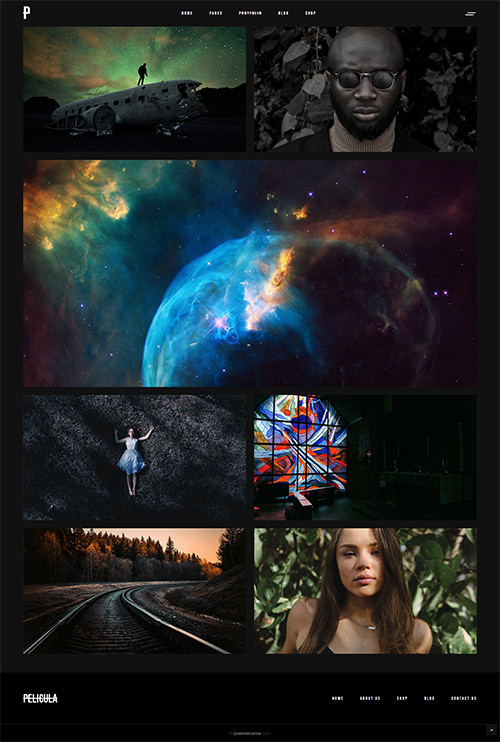 P
HOME PAGES PORTFOLIO BLOG SHOP
PELICULA
HOME ABOUT US SHOP BLOG CONTACT US
© Qode Interactive 2020